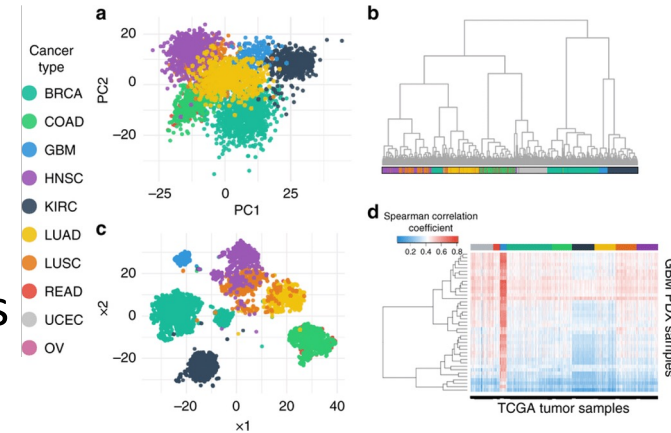 Cancer
type
BRCA
COAD
GBM
HNSC
KIRC
LUAD
LUSC
READ
UCEC
OV
s
a
20
0
−20
PC2
−25
0
25
PC1
b
c
20
0
−20
x2
−20
0
20
40
x1
d
Spearman correlation
coefficient
0.2 0.4 0.6 0.8
GBM PDX samples
TCGA tumor samples